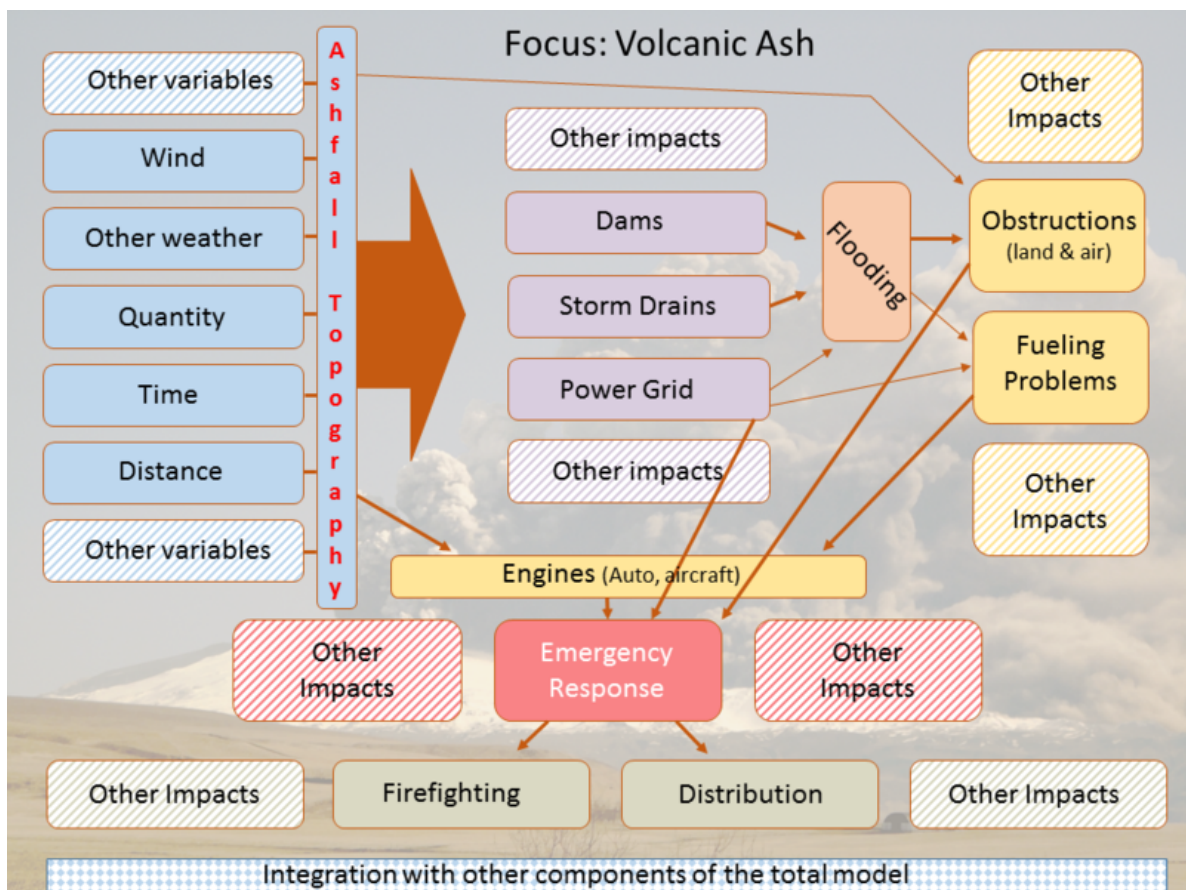 Focus: Volcanic Ash
Other variables
Wind
Other weather
Quantity
Time
Distance
Other variables
Ashfall Topography
Other impacts
Dams
Storm Drains
Power Grid
Other impacts
Flooding
Other
Impacts
Obstructions
(land & air)
Fueling
Problems
Other
Impacts
Engines (Auto, aircraft)
Other
Impacts
Emergency
Response
Other
Impacts
Other Impacts
Firefighting
Distribution
Other Impacts
Integration with other components of the total model